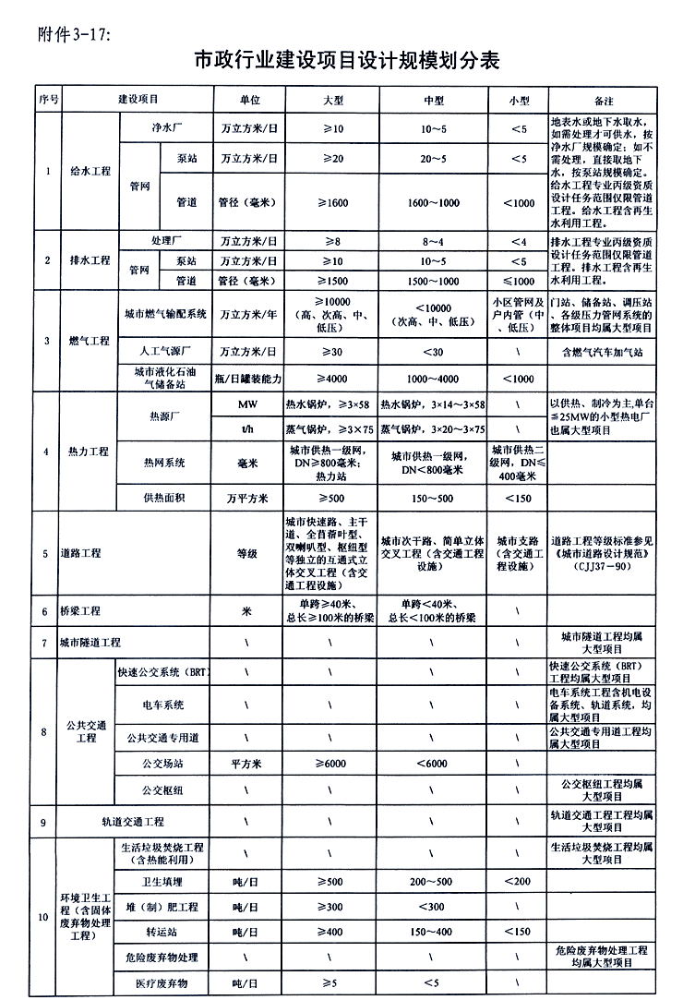 附件3-17:
市政行业建设项目设计规模划分表
序号 建设项目 单位 大型 中型 小型 备注
1 给水工程 净水厂 万立方米/日 ≥10 10～5 <5
管网 泵站 万立方米/日 ≥20 20～5 <5
管道 管径（毫米） ≥1600 1600～1000 <1000
地表水或地下水取水,
如需处理才可供水，按
净水厂规模确定；如不
需处理，直接取地下
水，按泵站规模确定。
给水工程专业丙级资质
设计任务范围仅限管道
工程。给水工程含再生
水利用工程。
2 排水工程 处理厂 万立方米/日 ≥8 8～4 <4
管网 泵站 万立方米/日 ≥10 10～5 <5
管道 管径（毫米） ≥1500 1500～1000 ≤1000
排水工程专业丙级资质
设计任务范围仅限管道
工程。排水工程含再生
水利用工程。
3 燃气工程 城市燃气输配系统 万立方米/年
≥10000
（高、次高、中、
低压）
<10000
（次高、中、低压）
小区管网及
户内管（中
、低压）
门站、储备站、调压站
、各级压力管网系统的
整体项目均属大型项目
人工气源厂 万立方米/日 ≥30 <30 \ 含燃气汽车加气站
城市液化石油
气储备站
瓶/日罐装能力 ≥4000 1000～4000 <1000
4 热力工程 热源厂 MW 热水锅炉，≥3×58 热水锅炉，3×14～3×58 \
t/h 蒸气锅炉，≥3×75 蒸气锅炉，3×20～3×75 \
以供热、制冷为主,单台
≦25MW的小型热电厂
也属大型项目
热网系统 毫米
城市供热一级网,
DN≥800毫米;
热力站
城市供热一级网，
DN<800毫米
城市供热二
级网，DN≤
400毫米
供热面积 万平方米 ≥500 150～500 <150
5 道路工程 等级
城市快速路、主干
道、全苜蓿叶型、
双喇叭型、枢纽型
等独立的互通式立
体交叉工程（含交
通工程设施）
城市次干路、简单立体
交叉工程（含交通工程
设施）
城市支路
（含交通工
程设施）
道路工程等级标准参见
《城市道路设计规范》
（CJJ37－90）
6 桥梁工程 米
单跨≥40米、
总长≥100米的桥梁
单跨<40米、
总长<100米的桥梁
\
7 城市隧道工程 \ \ \ \
城市隧道工程均属
大型项目
8 公共交通
工程
快速公交系统（BRT） \ \ \ \
快速公交系统（BRT）
工程均属大型项目
电车系统 \ \ \ \
电车系统工程含机电设
备系统、轨道系统，均
属大型项目
公共交通专用道 \ \ \ \
公共交通专用道工程均
属大型项目
公交场站 平方米 ≥6000 <6000 \
公交枢纽 \ \ \ \
公交枢纽工程均属
大型项目
9 轨道交通工程 \ \ \ \
轨道交通工程工程均属
大型项目
10 环境卫生工
程（含固体
废弃物处理
工程）
生活垃圾焚烧工程
（含热能利用）
\ \ \ \
生活垃圾焚烧工程均属
大型项目
卫生填埋 吨/日 ≥500 200～500 <200
堆（制）肥工程 吨/日 ≥300 <300 \
转运站 吨/日 ≥400 150～400 <150
危险废弃物处理 \ \ \ \
危险废弃物处理工程
均属大型项目
医疗废弃物 吨/日 ≥5 <5 \